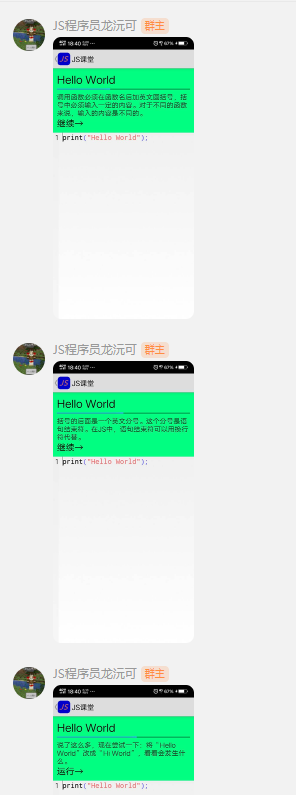 JS程序员龙沅可 群主
18:40 67%
JS JS课堂
Hello World
调用函数必须在函数名后加英文圆括号，括
号中必须输入一定的内容。对于不同的函数
来说，输入的内容是不同的。
继续→
1 print("Hello World");
JS程序员龙沅可 群主
18:40 67%
JS JS课堂
Hello World
括号的后面是一个英文分号。这个分号是语
句结束符。在JS中，语句结束符可以用换行
符代替。
继续→
1 print("Hello World");
JS程序员龙沅可 群主
18:40 67%
JS JS课堂
Hello World
说了这么多，现在尝试一下：将“Hello
World”改成“Hi World”，看看会发生什
么。
运行→
1 print("Hello World");